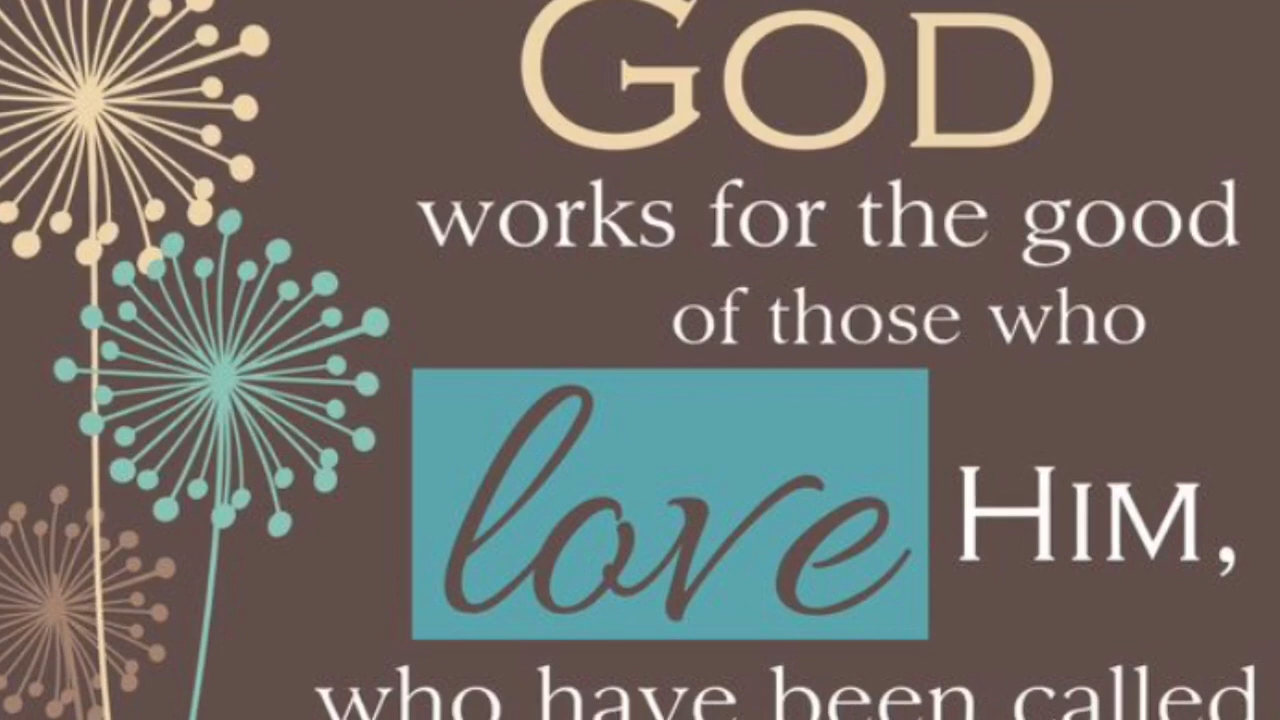 GOD
works for the good
of those who
love HIM,
who have been called